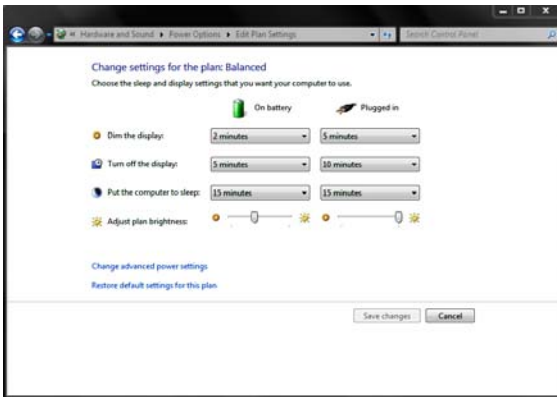 « Hardware and Sound ▸ Power Options ▸ Edit Plan Settings
Search Control Panel
Change settings for the plan: Balanced
Choose the sleep and display settings that you want your computer to use.
On battery Plugged in
Dim the display: 2 minutes 5 minutes
Turn off the display: 5 minutes 10 minutes
Put the computer to sleep: 15 minutes 15 minutes
Adjust plan brightness:
Change advanced power settings
Restore default settings for this plan
Save changes Cancel